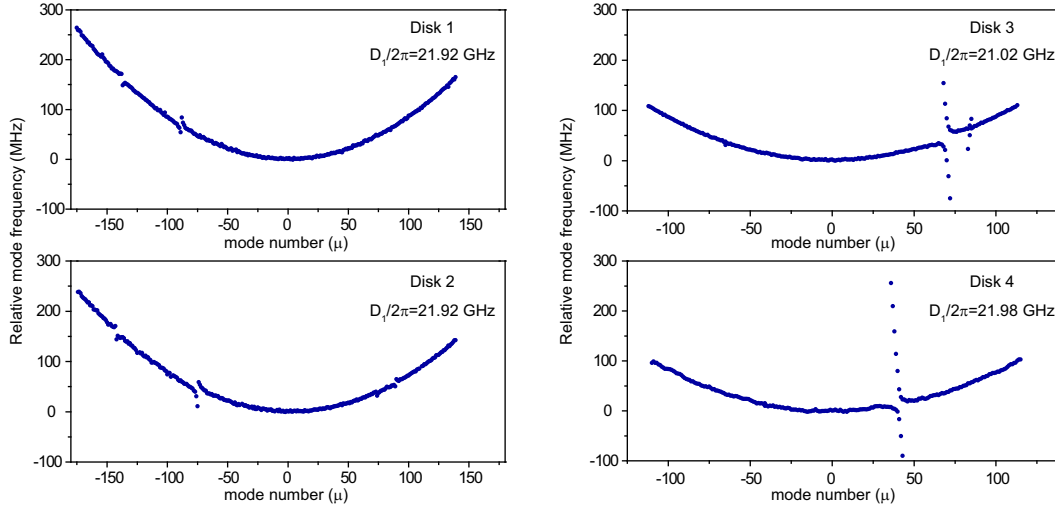 Relative mode frequency (MHz)
300
200
100
0
-100
Disk 1
D₁/2π=21.92 GHz
-150 -100 -50 0 50 100 150
mode number (μ)
300
200
100
0
-100
Disk 2
D₁/2π=21.92 GHz
-150 -100 -50 0 50 100 150
mode number (μ)
Relative mode frequency (MHz)
300
200
100
0
-100
Disk 3
D₁/2π=21.02 GHz
-100 -50 0 50 100
mode number (μ)
300
200
100
0
-100
Disk 4
D₁/2π=21.98 GHz
-100 -50 0 50 100
mode number (μ)